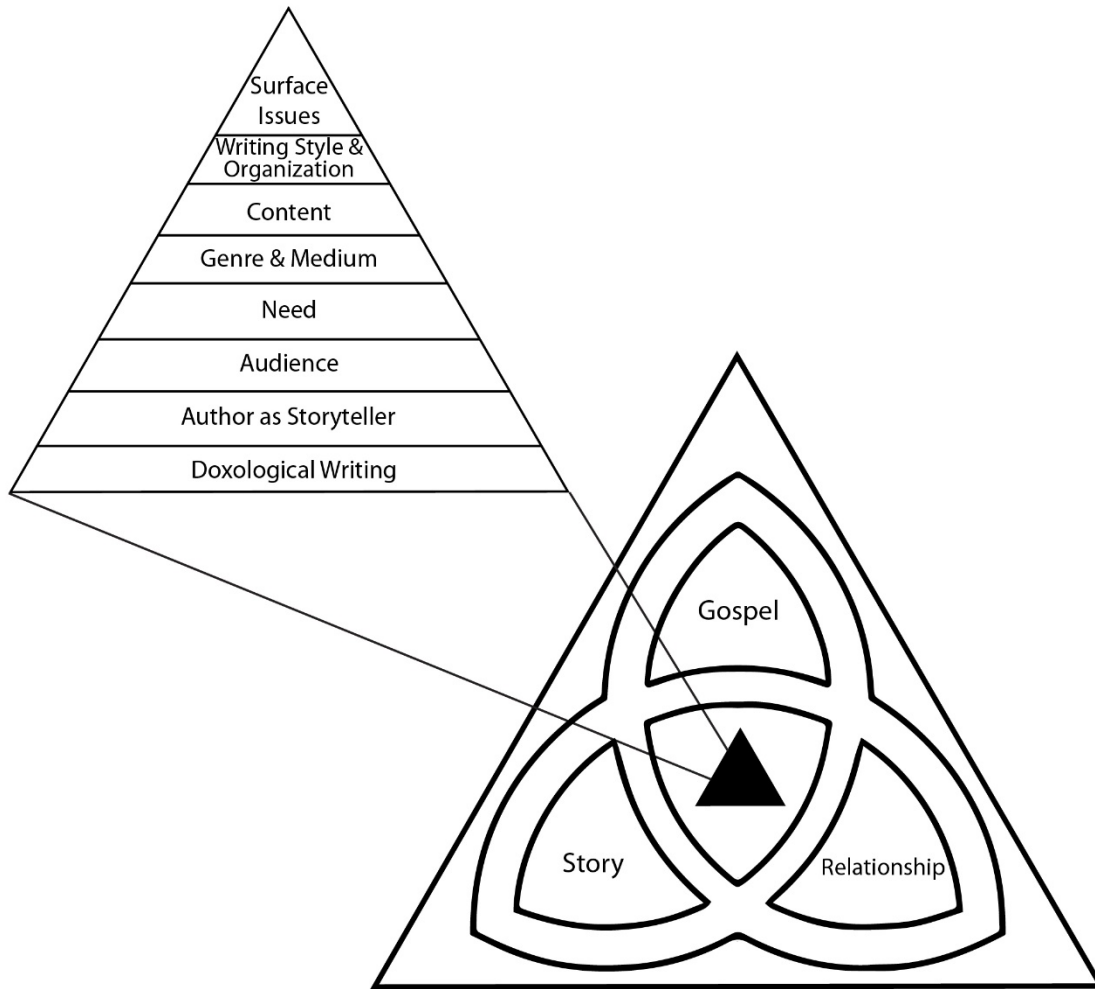 Surface
Issues
Writing Style &
Organization
Content
Genre & Medium
Need
Audience
Author as Storyteller
Doxological Writing
Gospel
Story
Relationship